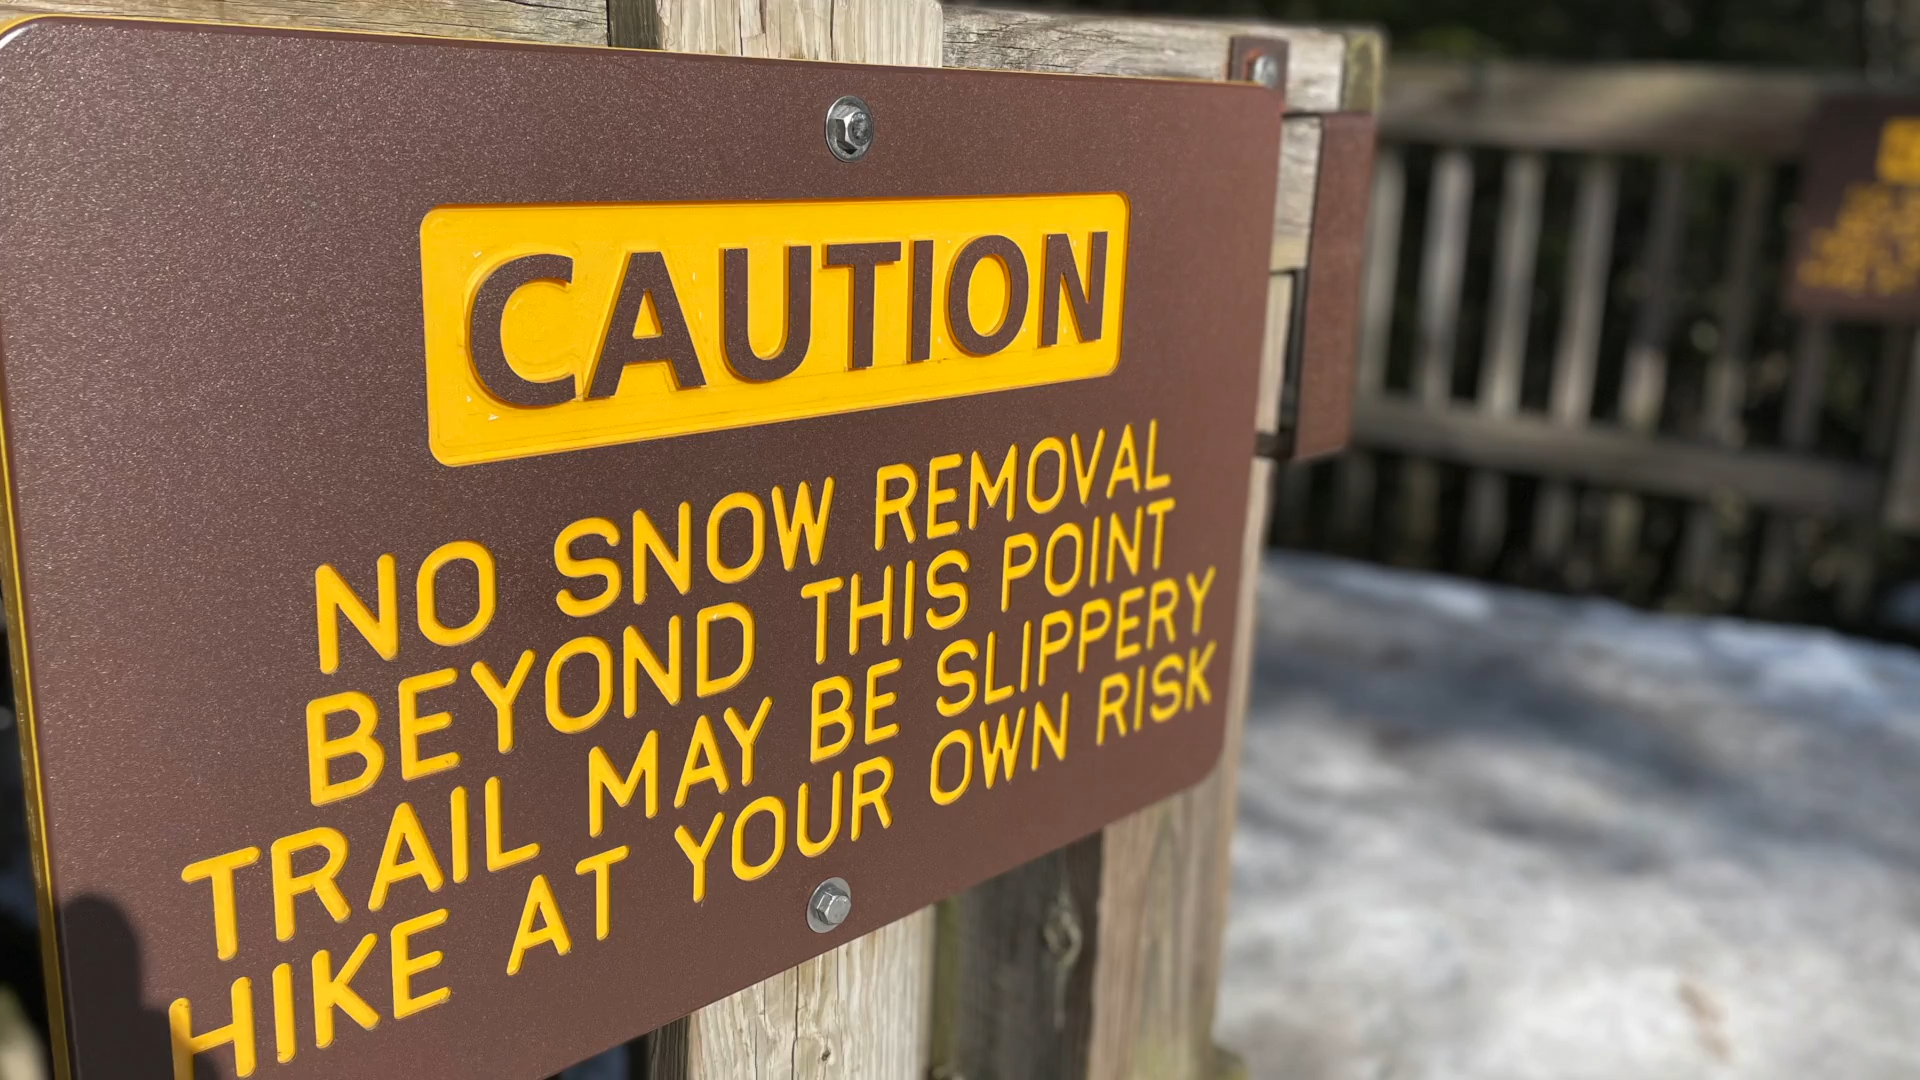 CAUTION
NO SNOW REMOVAL
BEYOND THIS POINT
TRAIL MAY BE SLIPPERY
HIKE AT YOUR OWN RISK